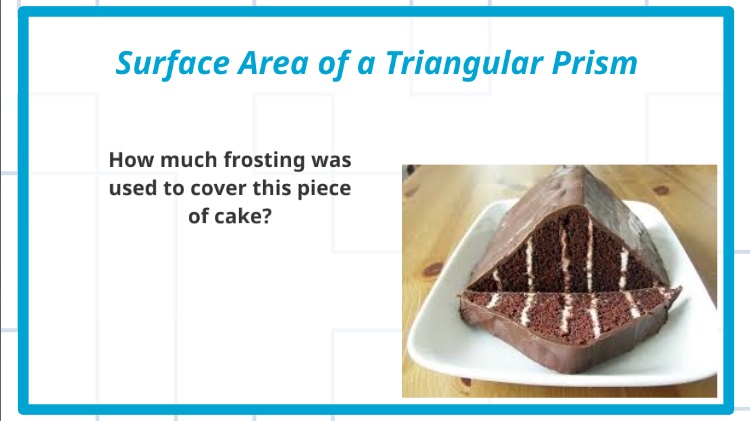 Surface Area of a Triangular Prism
How much frosting was
used to cover this piece
of cake?